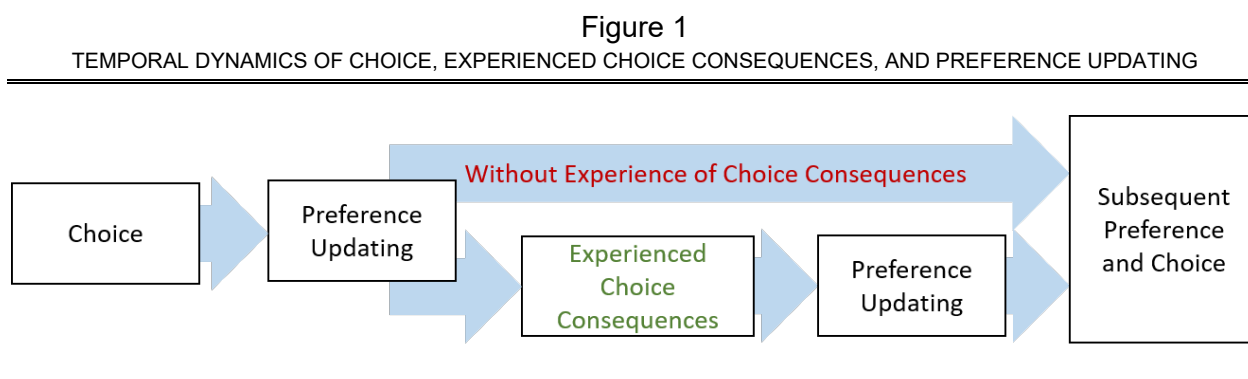 Figure 1
TEMPORAL DYNAMICS OF CHOICE, EXPERIENCED CHOICE CONSEQUENCES, AND PREFERENCE UPDATING
Choice
Preference
Updating
Without Experience of Choice Consequences
Experienced
Choice
Consequences
Preference
Updating
Subsequent
Preference
and Choice